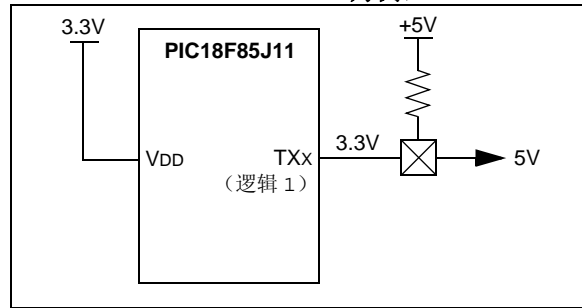 3.3V
+5V
PIC18F85J11
VDD
TXx
3.3V
5V
（逻辑 1）